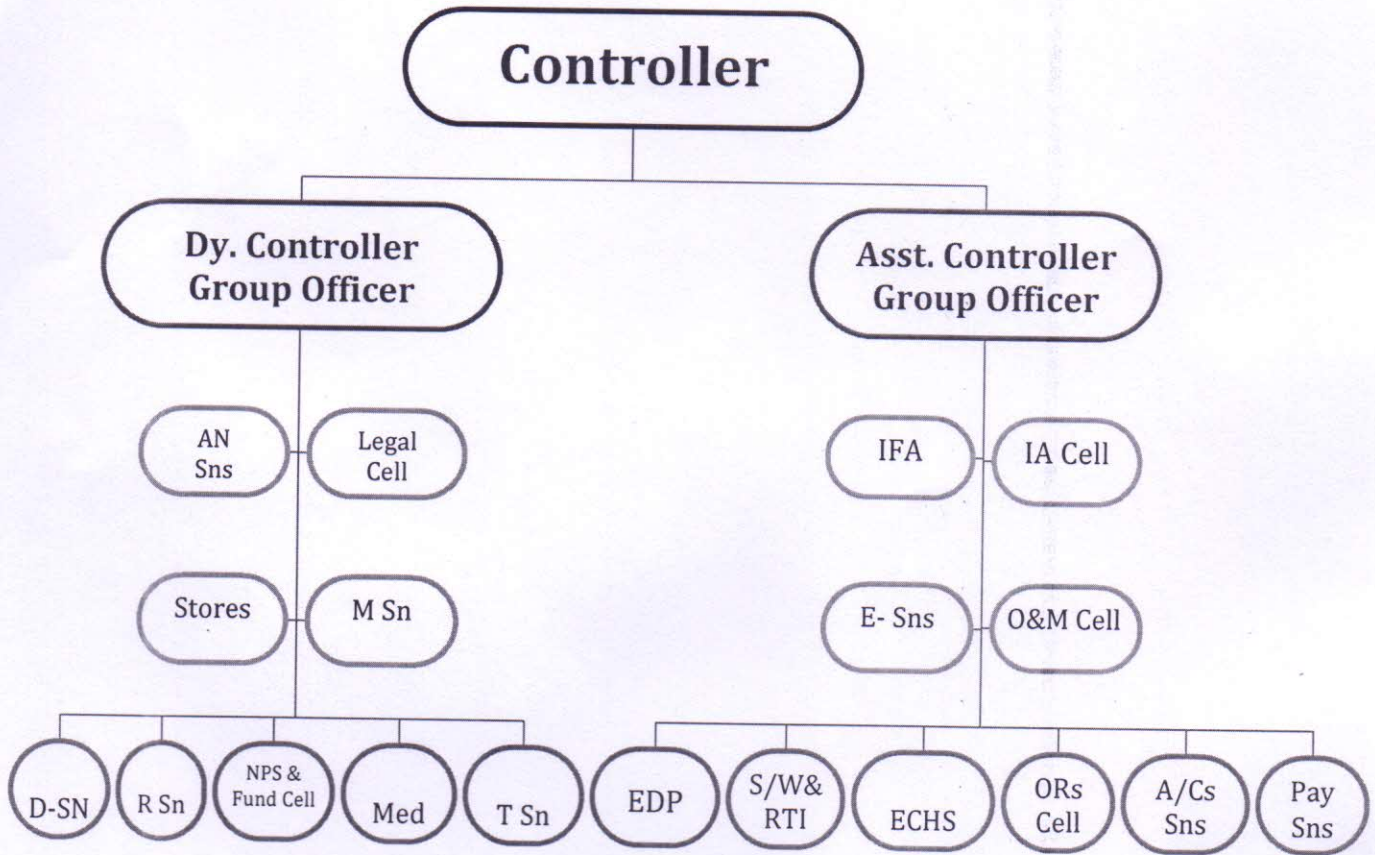 Controller
Dy. Controller
Group Officer
Asst. Controller
Group Officer
AN
Sns
Legal
Cell
IFA
IA Cell
Stores
M Sn
E- Sns
O&M Cell
D-SN
R Sn
NPS &
Fund Cell
Med
T Sn
EDP
S/W&
RTI
ECHS
ORs
Cell
A/Cs
Sns
Pay
Sns